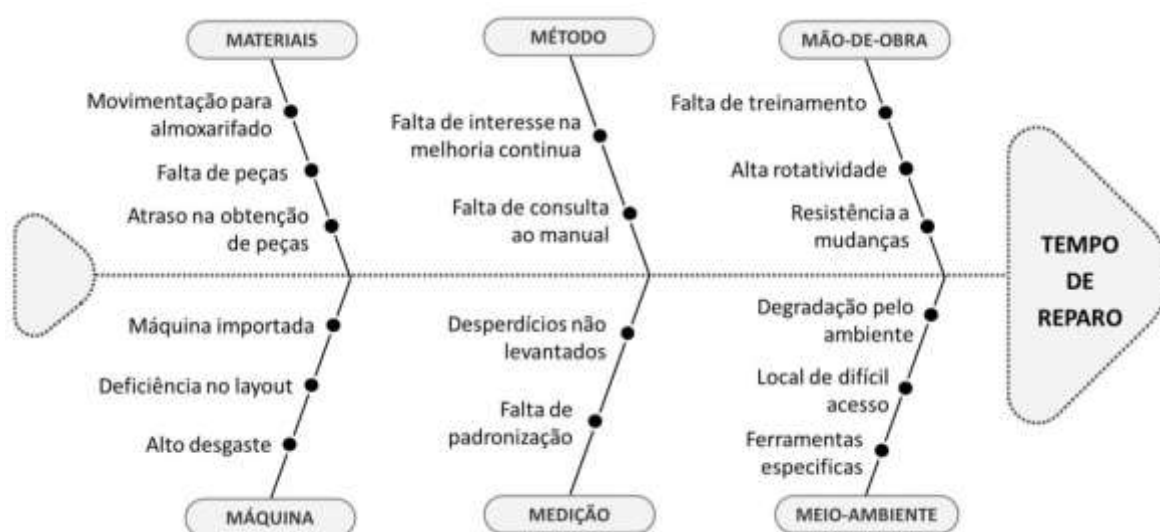 MATERIAIS
MÉTODO
MÃO-DE-OBRA
Movimentação para
almoxarifado
Falta de peças
Atraso na obtenção
de peças
Falta de interesse na
melhoria continua
Falta de consulta
ao manual
Falta de treinamento
Alta rotatividade
Resistência a
mudanças
TEMPO
DE
REPARO
Máquina importada
Deficiência no layout
Alto desgaste
Desperdícios não
levantados
Falta de
padronização
Degradação pelo
ambiente
Local de difícil
acesso
Ferramentas
especificas
MÁQUINA
MEDIÇÃO
MEIO-AMBIENTE